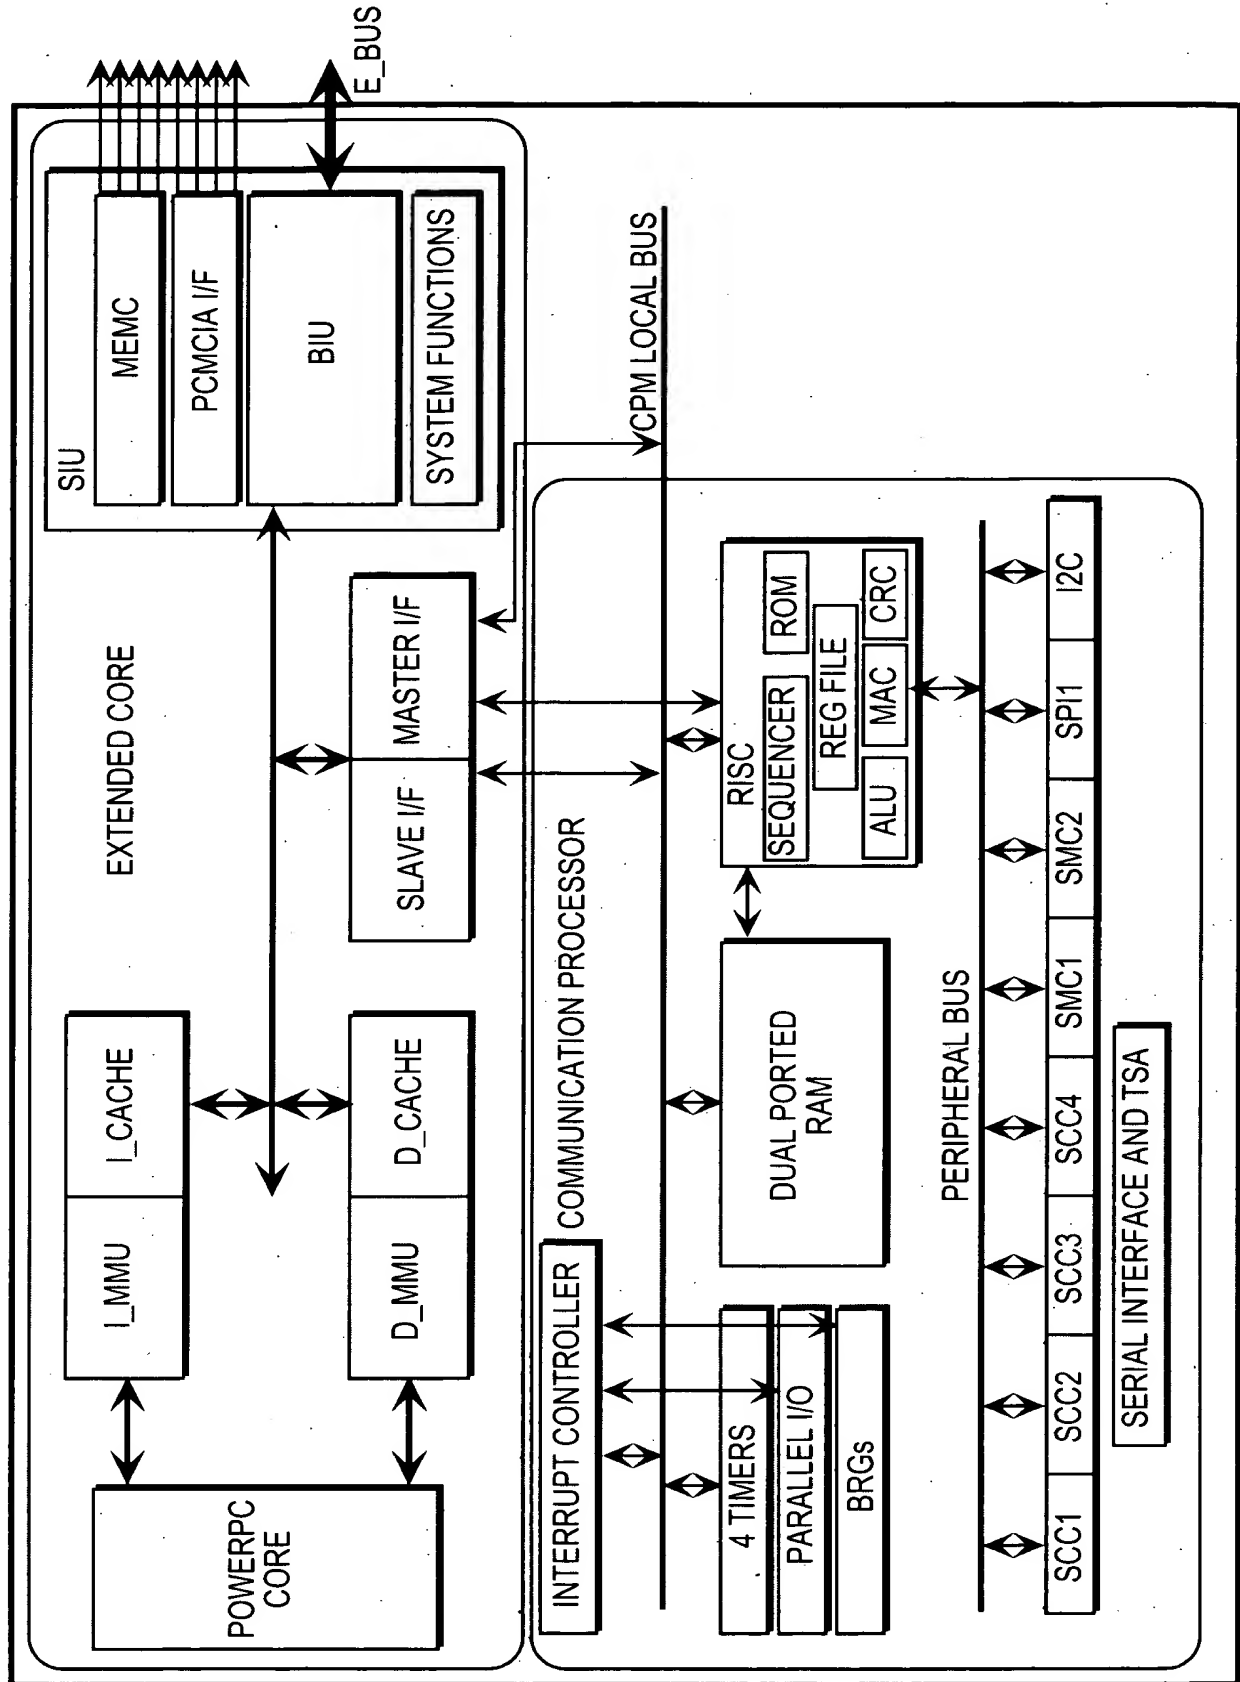 EXTENDED CORE
POWERPC
CORE
I_MMU
I_CACHE
D_MMU
D_CACHE
SLAVE I/F
MASTER I/F
SIU
MEMC
PCMCIA I/F
BIU
SYSTEM FUNCTIONS
E_BUS
COMMUNICATION PROCESSOR
CPM LOCAL BUS
INTERRUPT CONTROLLER
4 TIMERS
PARALLEL I/O
BRGs
DUAL PORTED
RAM
RISC
SEQUENCER
ROM
REG FILE
ALU
MAC
CRC
PERIPHERAL BUS
SCC1
SCC2
SCC3
SCC4
SMC1
SMC2
SPI1
I2C
SERIAL INTERFACE AND TSA